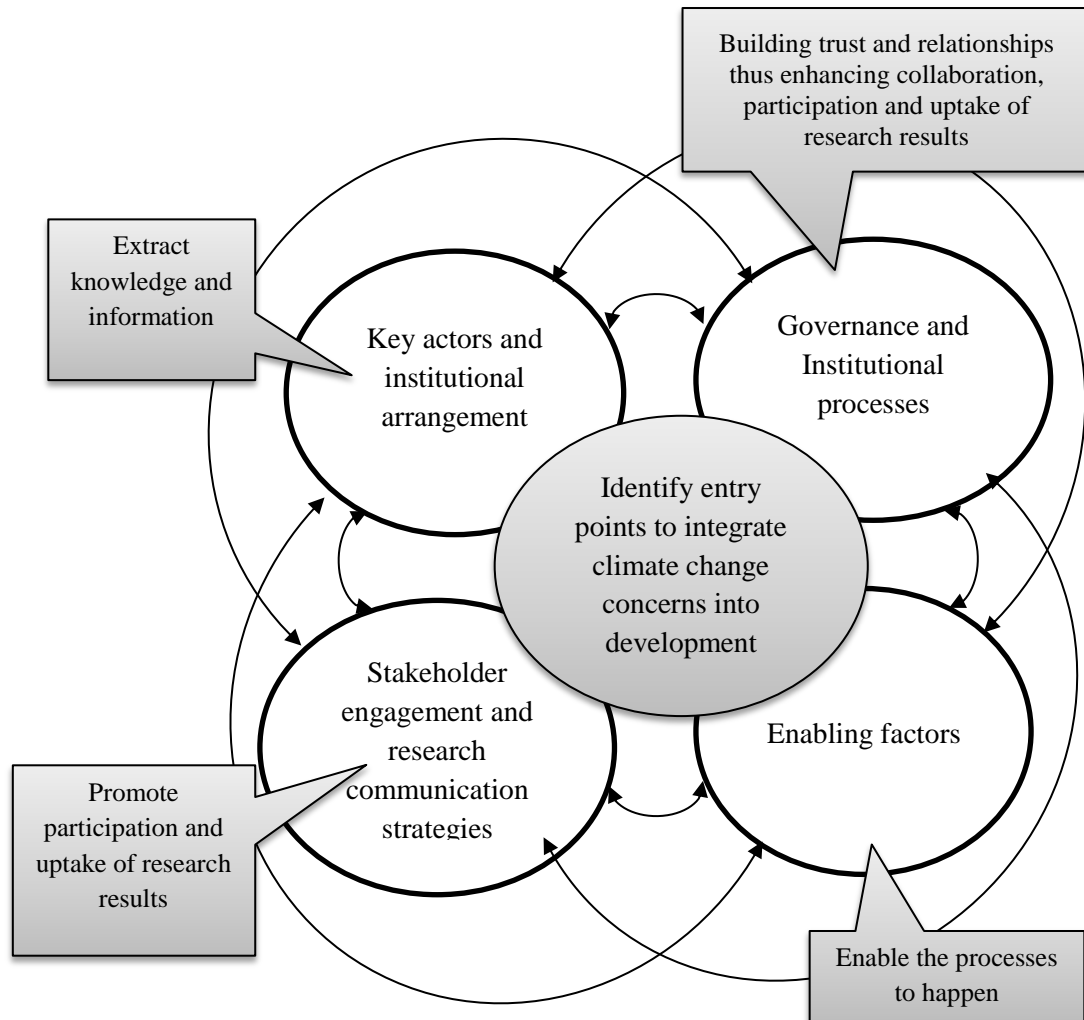 Building trust and relationships
thus enhancing collaboration,
participation and uptake of
research results
Extract
knowledge and
information
Key actors and
institutional
arrangement
Governance and
Institutional
processes
Identify entry
points to integrate
climate change
concerns into
development
Stakeholder
engagement and
research
communication
strategies
Enabling factors
Promote
participation and
uptake of research
results
Enable the processes
to happen